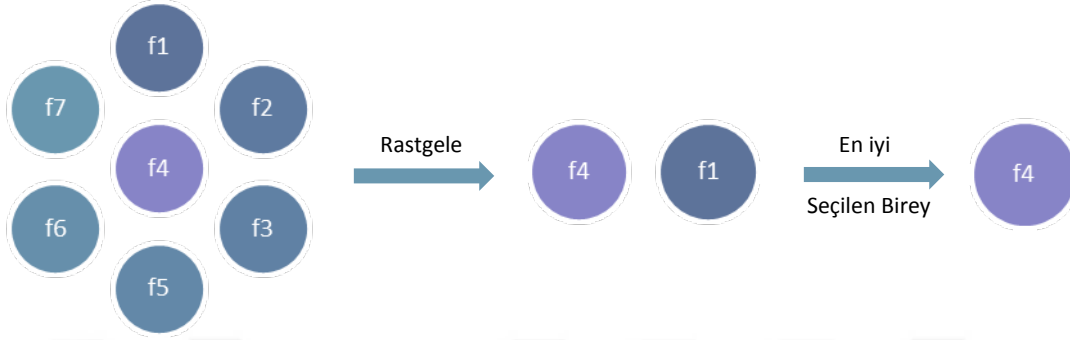 f1
f7
f2
f4
f6
f3
f5
Rastgele
f4
f1
En iyi
Seçilen Birey
f4